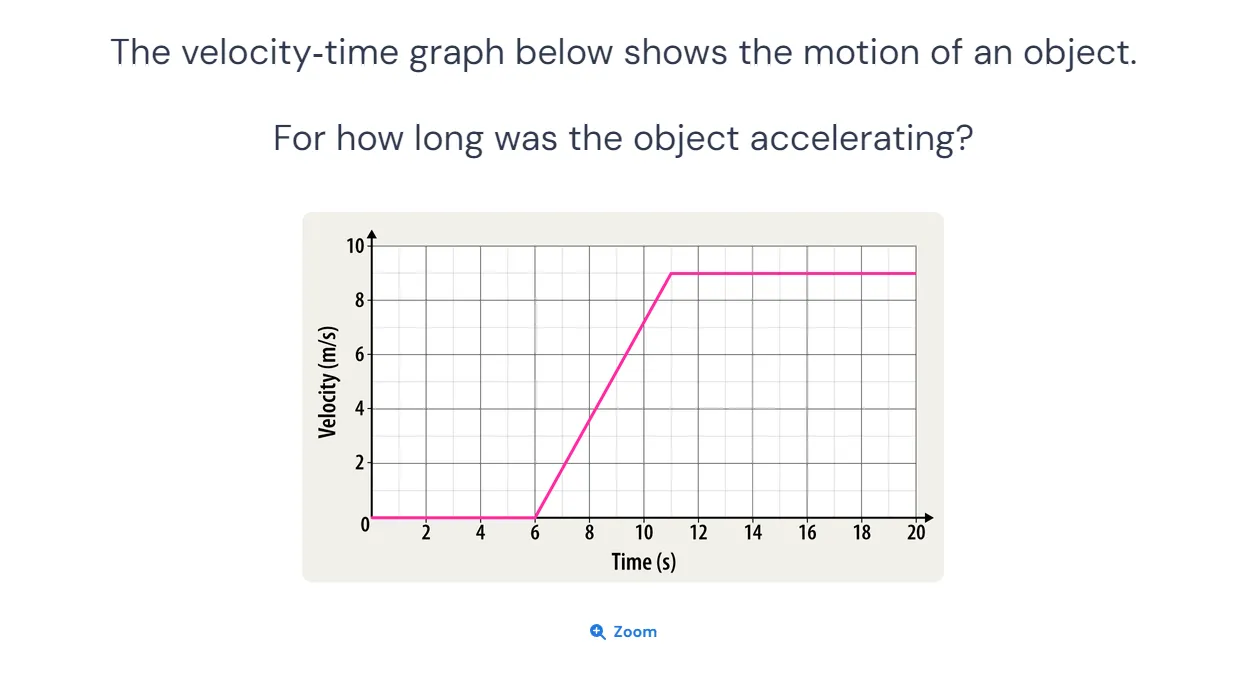 The velocity-time graph below shows the motion of an object.
For how long was the object accelerating?
10
8
6
4
2
0
Velocity (m/s)
2 4 6 8 10 12 14 16 18 20
Time (s)
Zoom